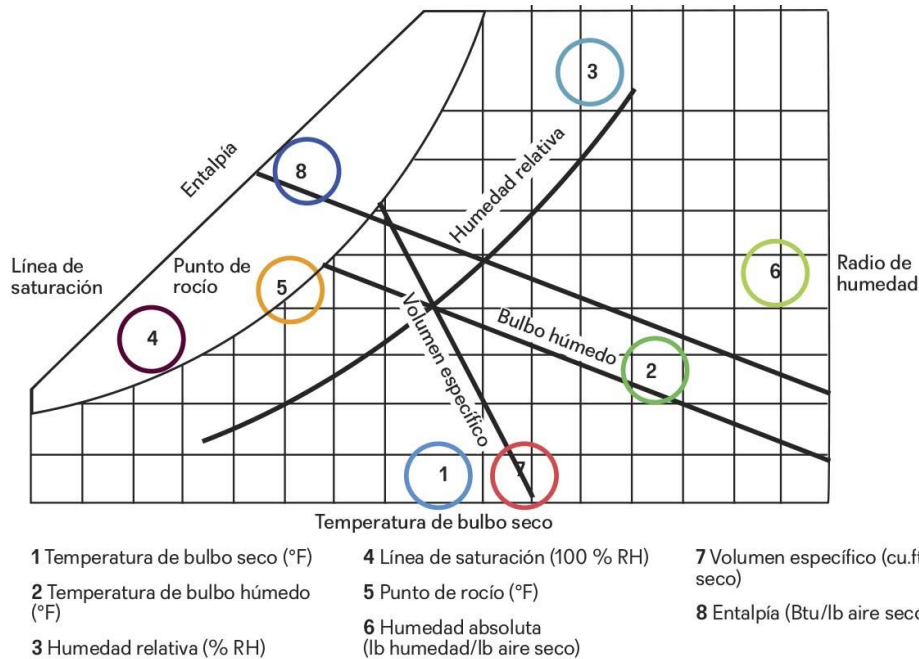 3
Entalpía
8
Humedad relativa
Línea de
saturación
Punto de
rocío
5
6
Radio de
humedad
4
Volumen específico
Bulbo húmedo
2
1
7
Temperatura de bulbo seco
1 Temperatura de bulbo seco (°F)
2 Temperatura de bulbo húmedo
(°F)
3 Humedad relativa (% RH)
4 Línea de saturación (100 % RH)
5 Punto de rocío (°F)
6 Humedad absoluta
(lb humedad/lb aire seco)
7 Volumen específico (cu.ft
seco)
8 Entalpía (Btu/lb aire seco